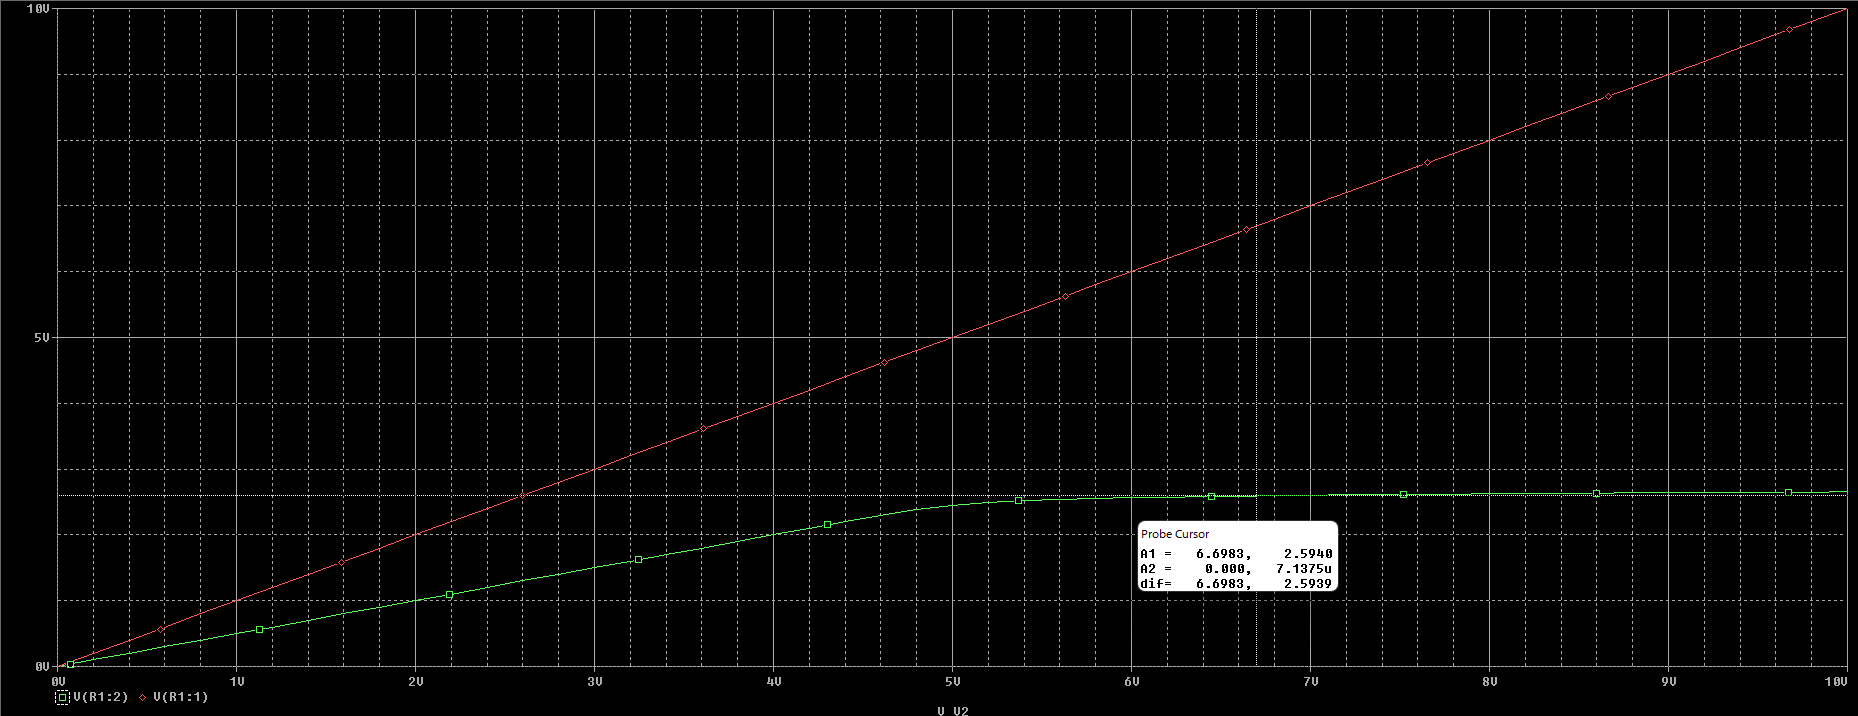 10V
5V
0V
0V 1V 2V 3V 4V 5V 6V 7V 8V 9V 10V
V(R1:2) V(R1:1)
V_V2
Probe Cursor
A1 = 6.6983, 2.5940
A2 = 0.000, 7.1375u
dif= 6.6983, 2.5939